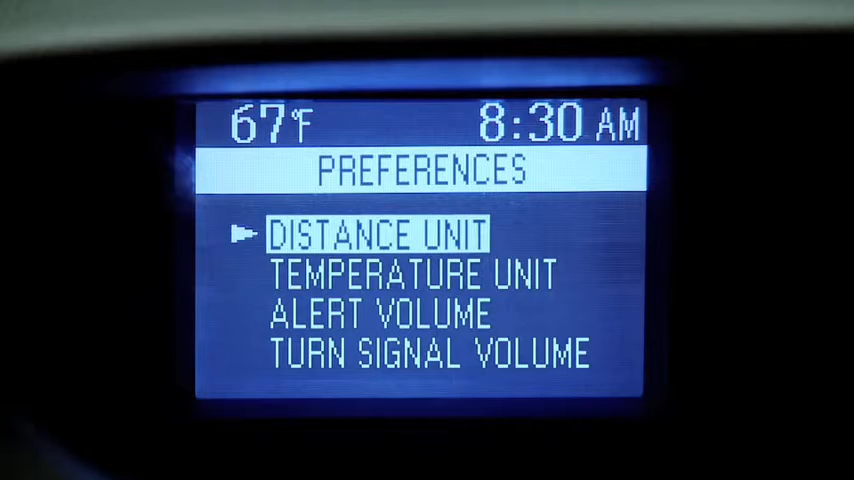 67°F 8:30 AM
PREFERENCES
DISTANCE UNIT
TEMPERATURE UNIT
ALERT VOLUME
TURN SIGNAL VOLUME